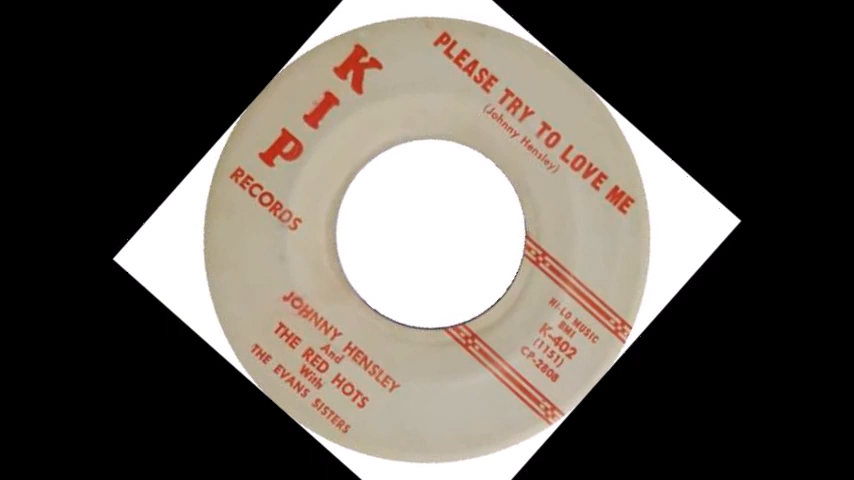 KIP
RECORDS
PLEASE TRY TO LOVE ME
(Johnny Hensley)
HI-LO MUSIC
BMI
K-402
(1151)
CP-2808
JOHNNY HENSLEY
And
THE RED HOTS
With
THE EVANS SISTERS